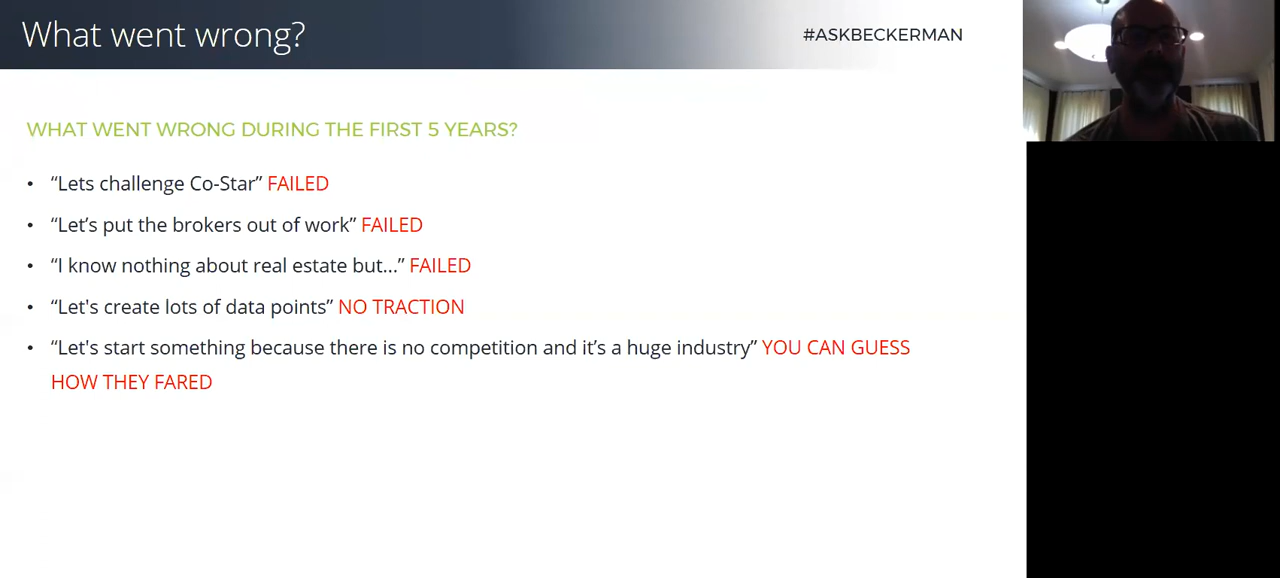 What went wrong?
#ASKBECKERMAN
WHAT WENT WRONG DURING THE FIRST 5 YEARS?
• “Lets challenge Co-Star” FAILED
• “Let’s put the brokers out of work” FAILED
• “I know nothing about real estate but...” FAILED
• “Let's create lots of data points” NO TRACTION
• “Let's start something because there is no competition and it’s a huge industry” YOU CAN GUESS
HOW THEY FARED